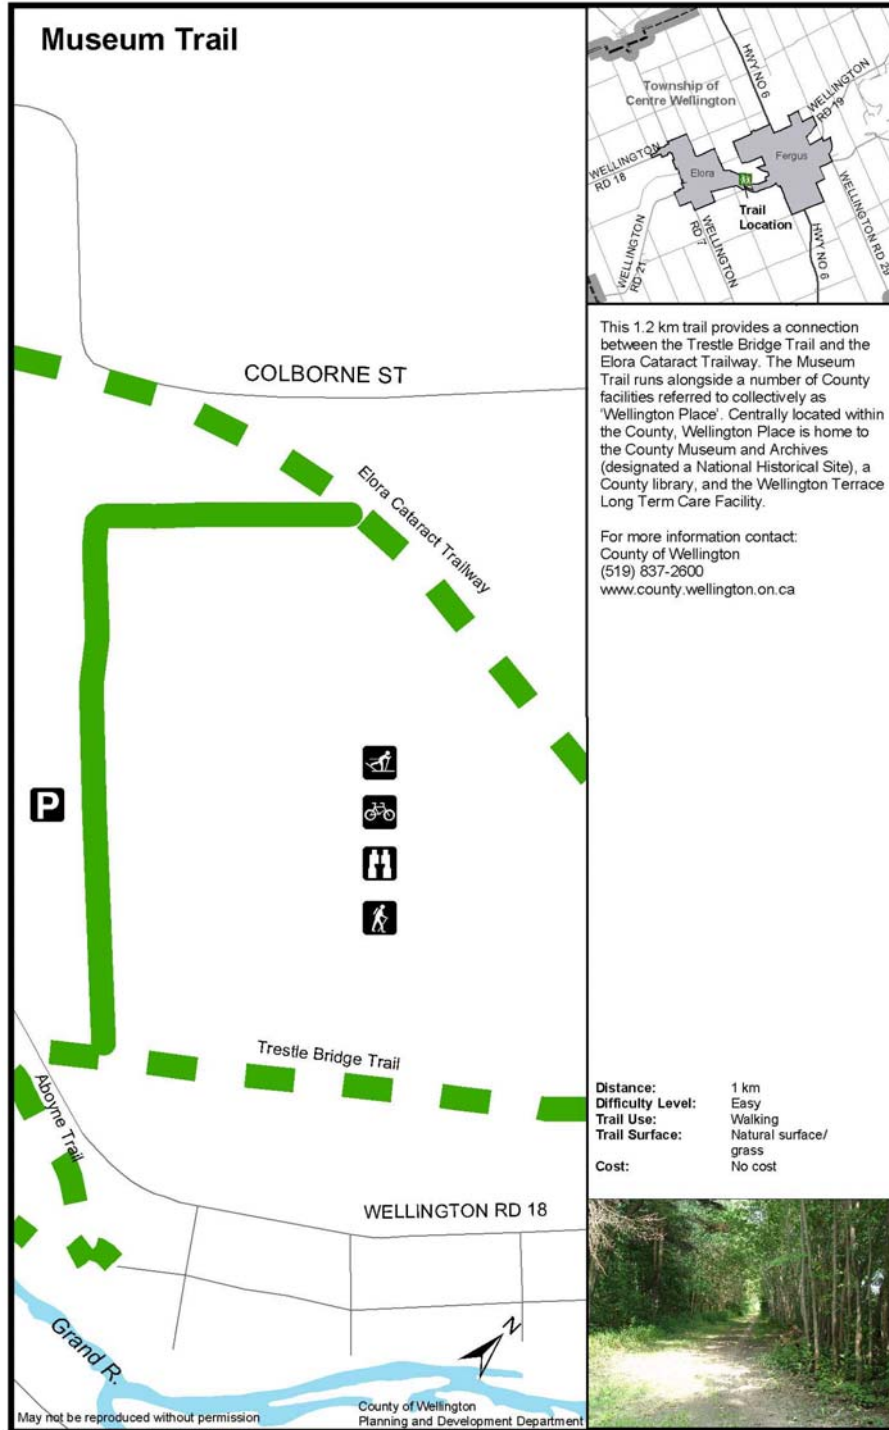 Museum Trail
HWY NO 6
Township of
Centre Wellington
WELLINGTON
RD 19
WELLINGTON
RD 18
Elora
Fergus
Trail
Location
WELLINGTON
RD 21
WELLINGTON
RD 7
HWY NO 6
WELLINGTON RD 29
This 1.2 km trail provides a connection
between the Trestle Bridge Trail and the
Elora Cataract Trailway. The Museum
Trail runs alongside a number of County
facilities referred to collectively as
'Wellington Place'. Centrally located within
the County, Wellington Place is home to
the County Museum and Archives
(designated a National Historical Site), a
County library, and the Wellington Terrace
Long Term Care Facility.
For more information contact:
County of Wellington
(519) 837-2600
www.county.wellington.on.ca
COLBORNE ST
Elora Cataract Trailway
P
Trestle Bridge Trail
Aboyne Trail
WELLINGTON RD 18
Grand R.
N
Distance: 1 km
Difficulty Level: Easy
Trail Use: Walking
Trail Surface: Natural surface/
grass
Cost: No cost
May not be reproduced without permission
County of Wellington
Planning and Development Department